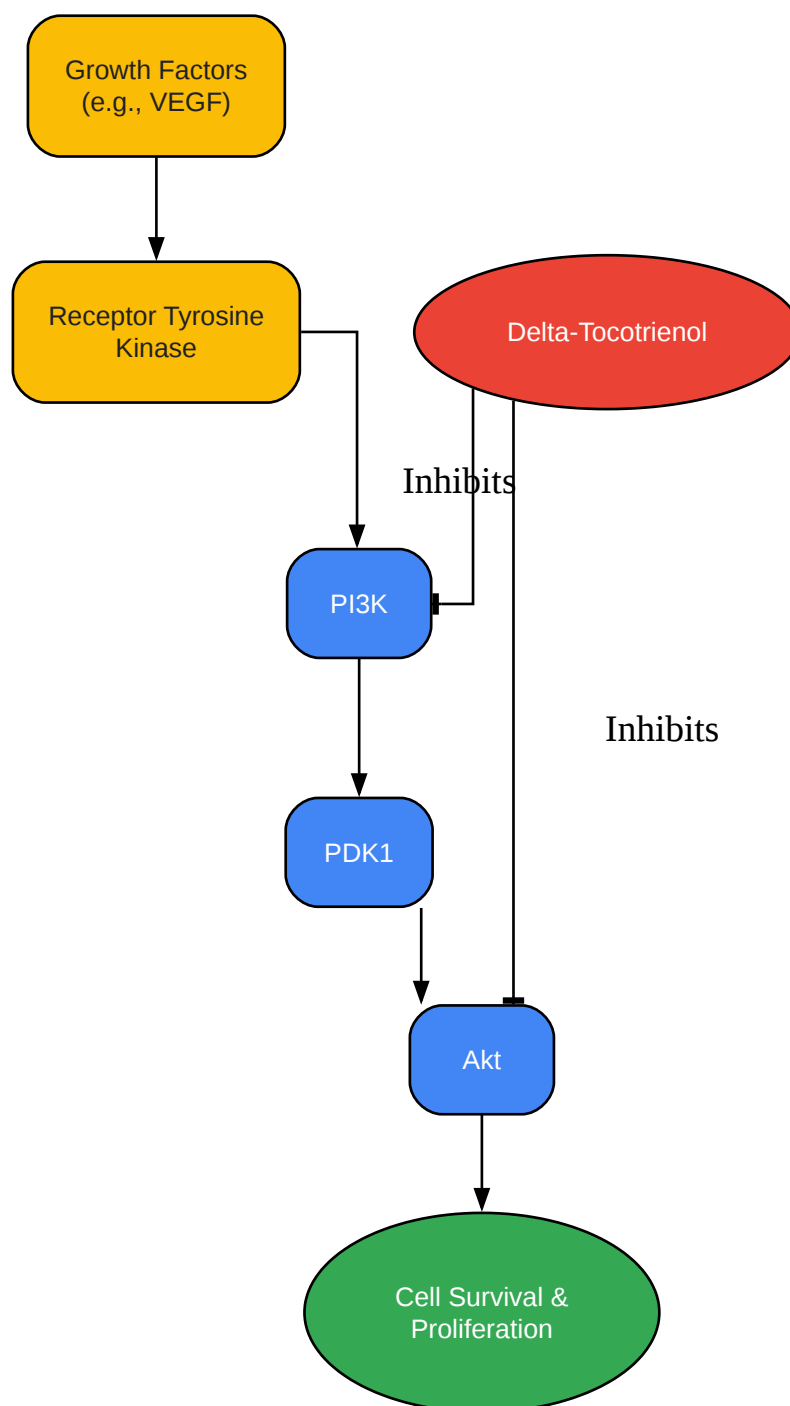 Growth Factors
(e.g., VEGF)
Receptor Tyrosine
Kinase
Delta-Tocotrienol
Inhibits
PI3K
Inhibits
PDK1
Akt
Cell Survival &
Proliferation